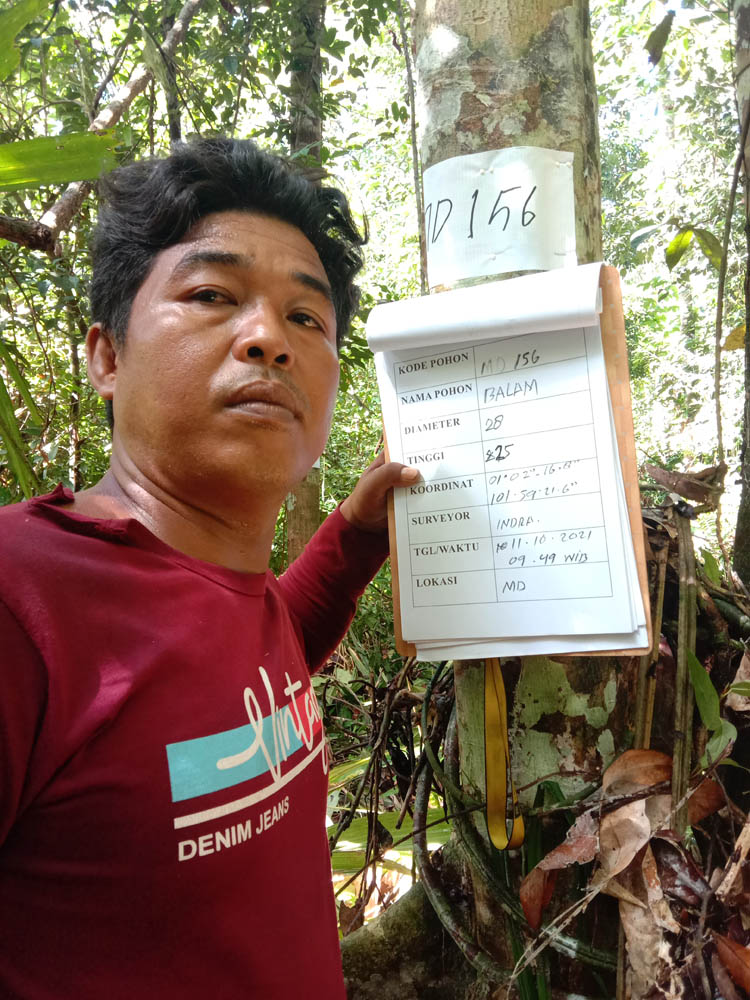 MD 156
KODE POHON MD 156
NAMA POHON BALAM
DIAMETER 28
TINGGI 25
KOORDINAT 01°02"-16.8"
101-59-21.6"
SURVEYOR INDRA.
TGL/WAKTU 11-10-2021
09.49 WIB
LOKASI MD
Vintage
DENIM JEANS